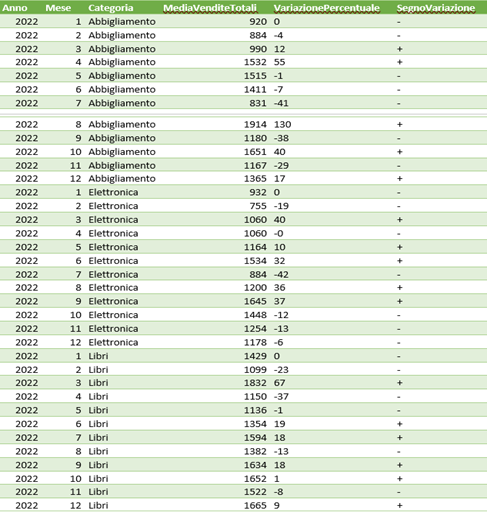 Anno Mese Categoria MediaVenditeTotali VariazionePercentuale SegnoVariazione
2022 1 Abbigliamento 920 0 -
2022 2 Abbigliamento 884 -4 -
2022 3 Abbigliamento 990 12 +
2022 4 Abbigliamento 1532 55 +
2022 5 Abbigliamento 1515 -1 -
2022 6 Abbigliamento 1411 -7 -
2022 7 Abbigliamento 831 -41 -
2022 8 Abbigliamento 1914 130 +
2022 9 Abbigliamento 1180 -38 -
2022 10 Abbigliamento 1651 40 +
2022 11 Abbigliamento 1167 -29 -
2022 12 Abbigliamento 1365 17 +
2022 1 Elettronica 932 0 -
2022 2 Elettronica 755 -19 -
2022 3 Elettronica 1060 40 +
2022 4 Elettronica 1060 -0 -
2022 5 Elettronica 1164 10 +
2022 6 Elettronica 1534 32 +
2022 7 Elettronica 884 -42 -
2022 8 Elettronica 1200 36 +
2022 9 Elettronica 1645 37 +
2022 10 Elettronica 1448 -12 -
2022 11 Elettronica 1254 -13 -
2022 12 Elettronica 1178 -6 -
2022 1 Libri 1429 0 -
2022 2 Libri 1099 -23 -
2022 3 Libri 1832 67 +
2022 4 Libri 1150 -37 -
2022 5 Libri 1136 -1 -
2022 6 Libri 1354 19 +
2022 7 Libri 1594 18 +
2022 8 Libri 1382 -13 -
2022 9 Libri 1634 18 +
2022 10 Libri 1652 1 +
2022 11 Libri 1522 -8 -
2022 12 Libri 1665 9 +